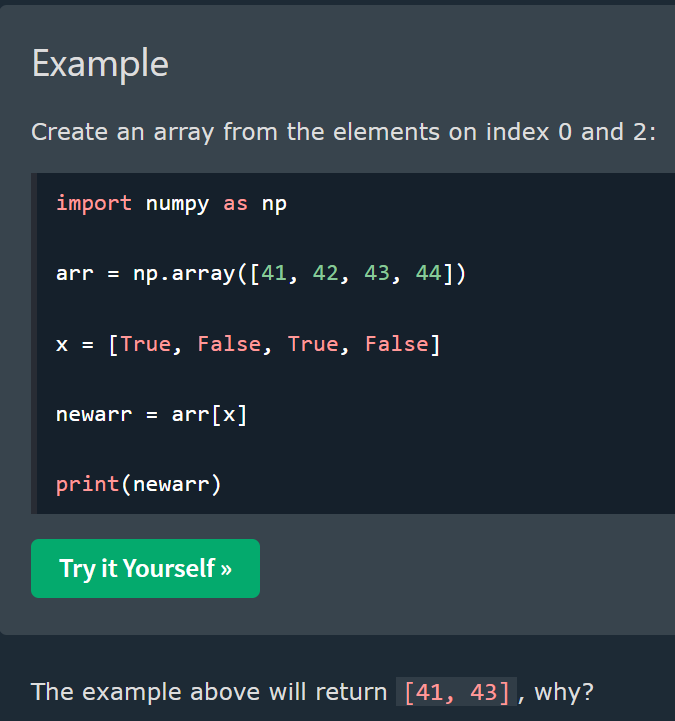 Example
Create an array from the elements on index 0 and 2:
import numpy as np
arr = np.array([41, 42, 43, 44])
x = [True, False, True, False]
newarr = arr[x]
print(newarr)
Try it Yourself »
The example above will return [41, 43], why?